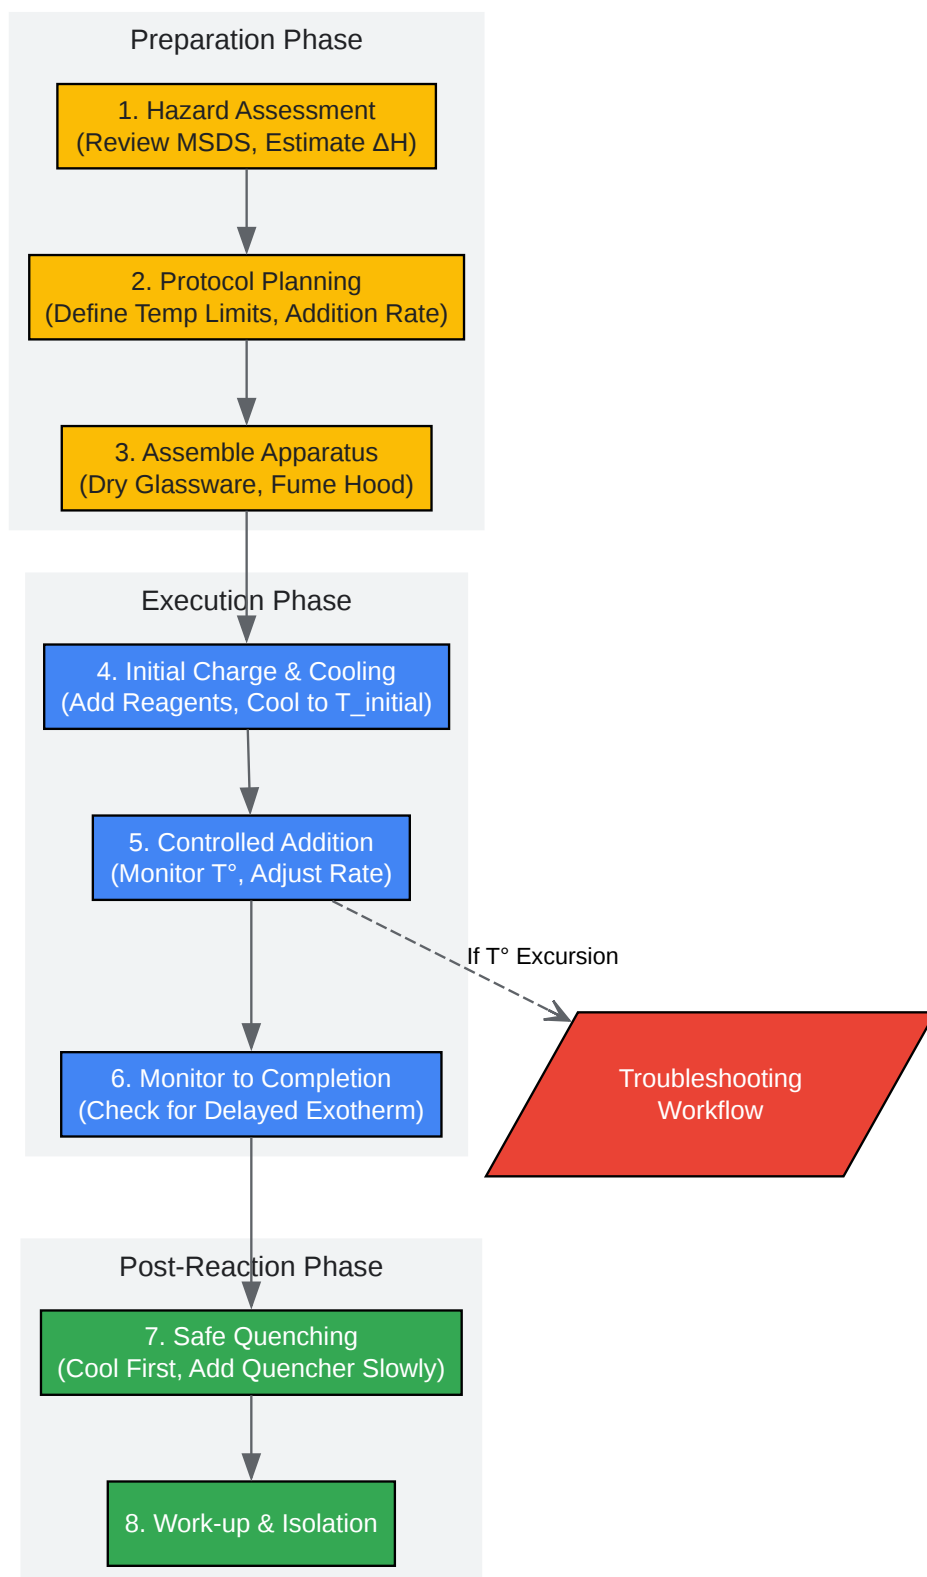 Preparation Phase
1. Hazard Assessment
(Review MSDS, Estimate ΔH)
2. Protocol Planning
(Define Temp Limits, Addition Rate)
3. Assemble Apparatus
(Dry Glassware, Fume Hood)
Execution Phase
4. Initial Charge & Cooling
(Add Reagents, Cool to T_initial)
5. Controlled Addition
(Monitor T°, Adjust Rate)
If T° Excursion
6. Monitor to Completion
(Check for Delayed Exotherm)
Troubleshooting
Workflow
Post-Reaction Phase
7. Safe Quenching
(Cool First, Add Quencher Slowly)
8. Work-up & Isolation